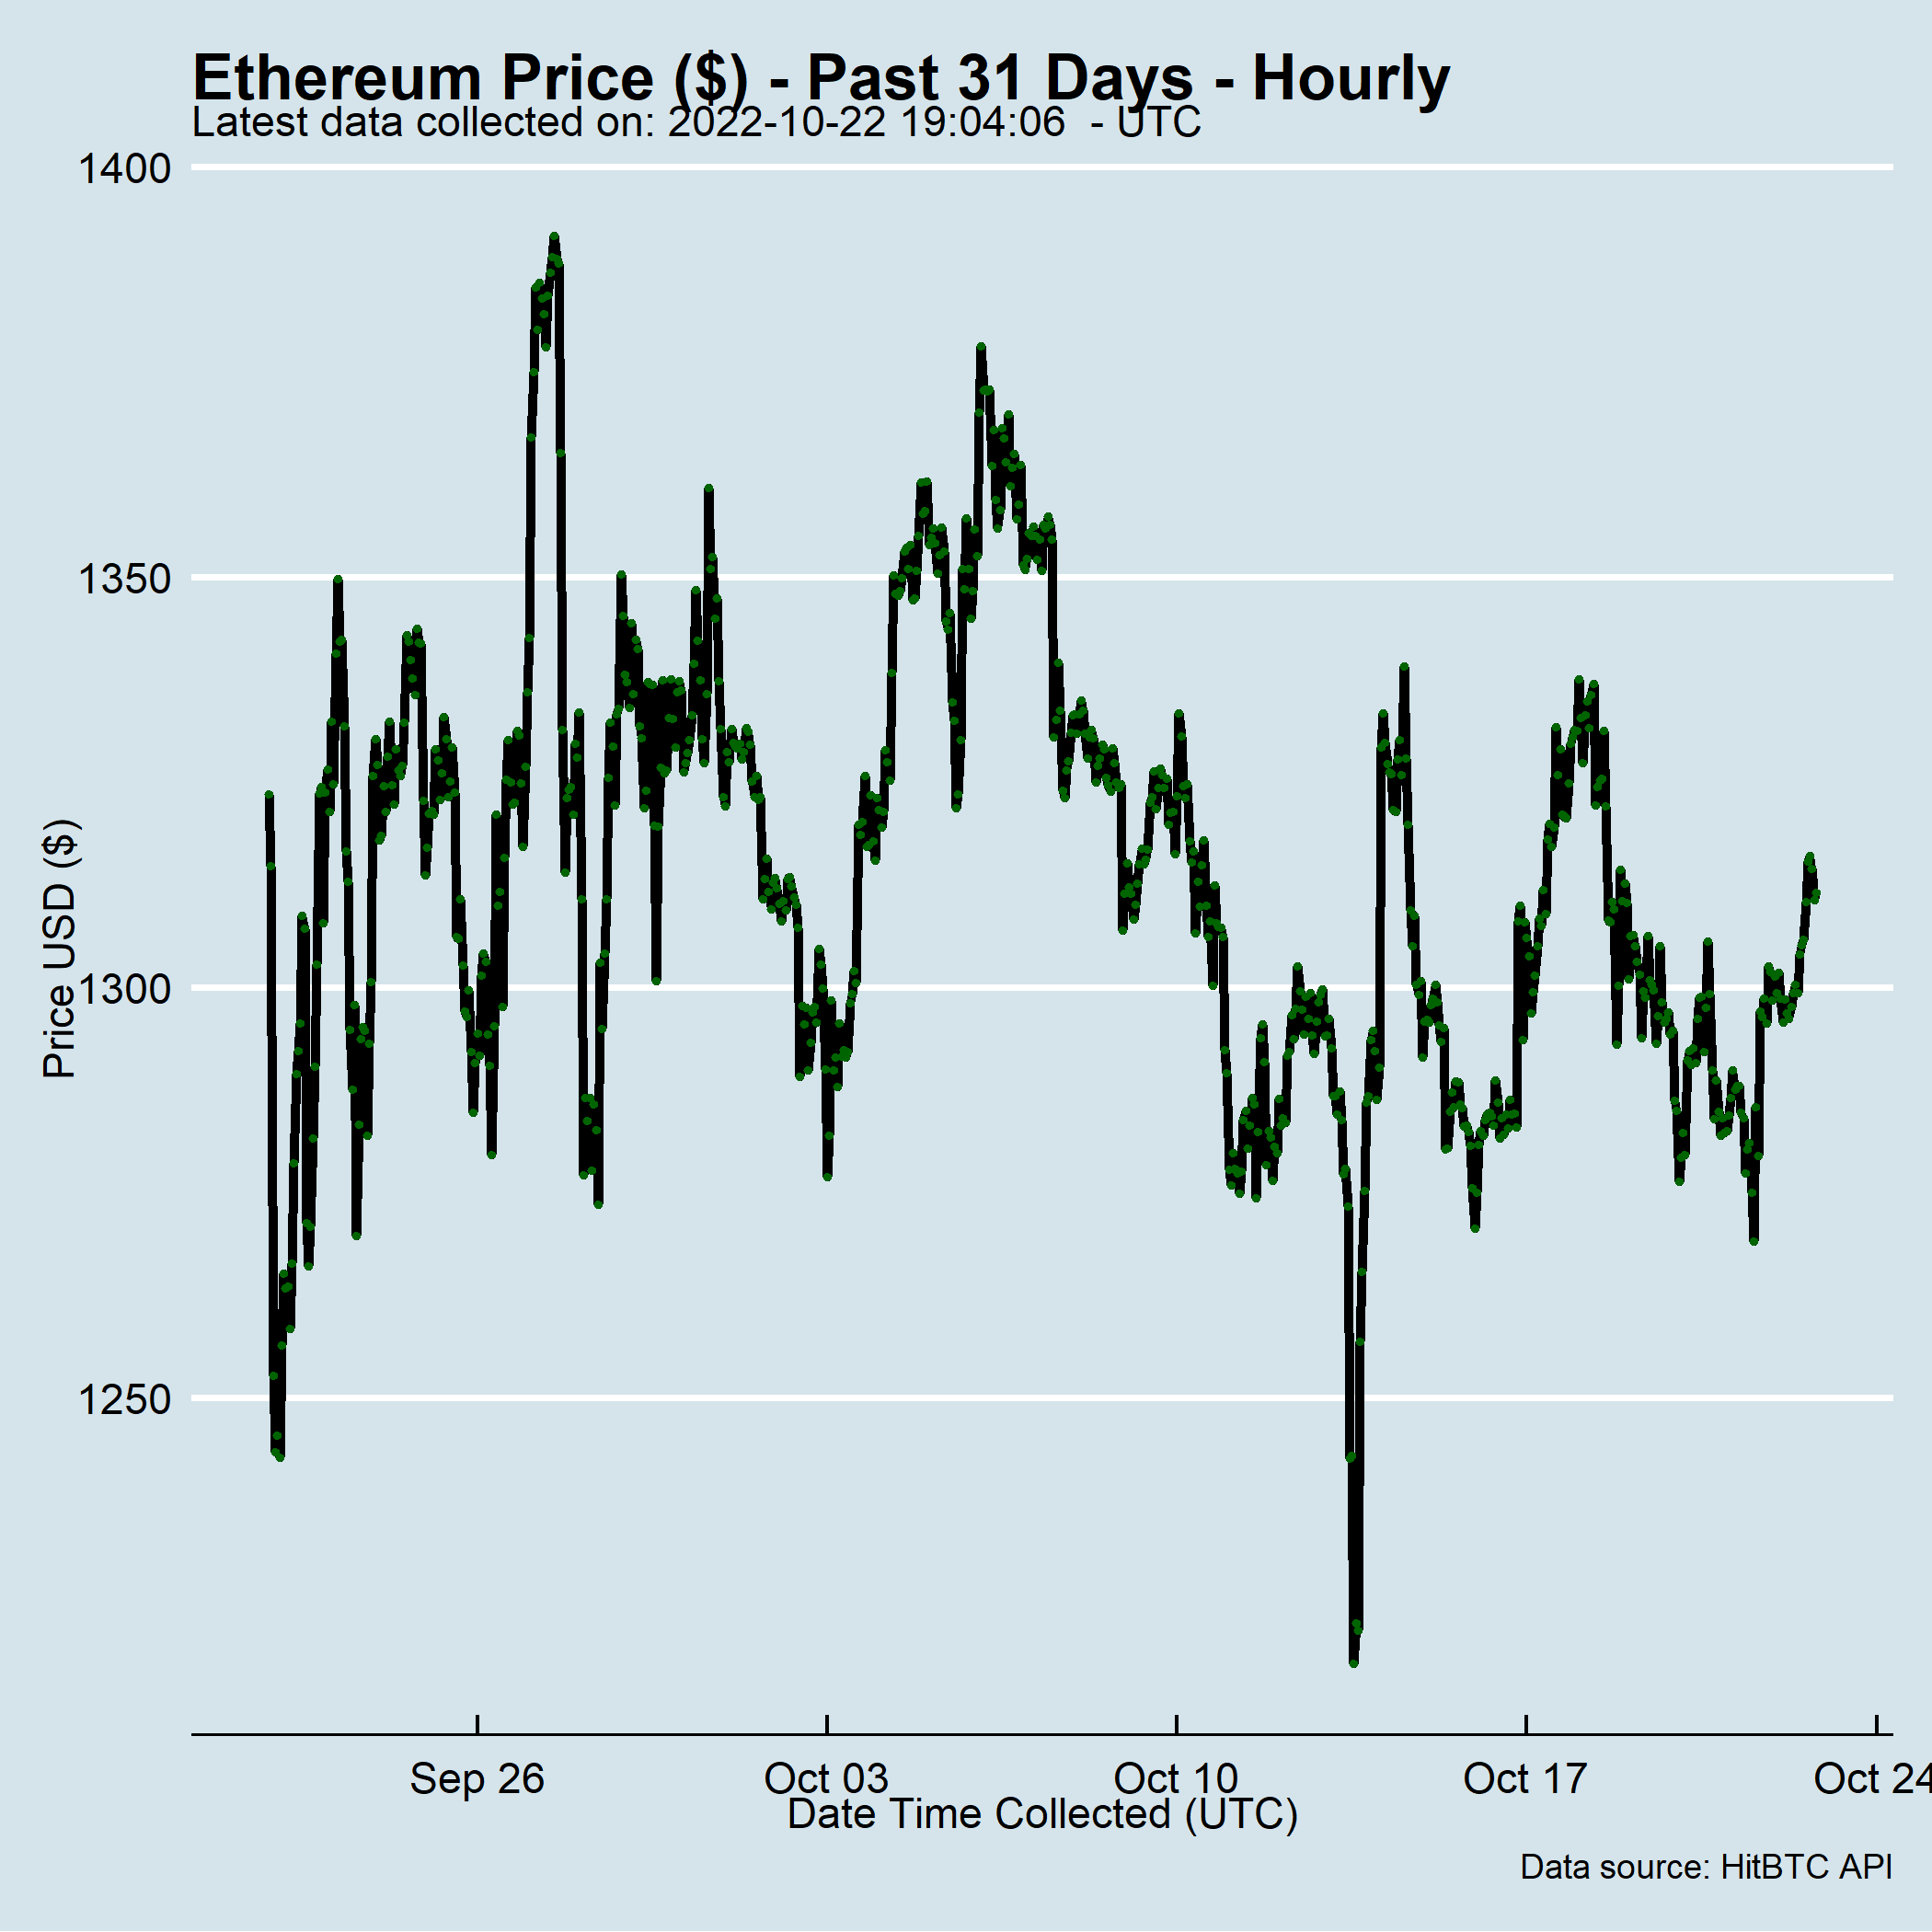 Ethereum Price ($) - Past 31 Days - Hourly
Latest data collected on: 2022-10-22 19:04:06  - UTC
1400
1350
1300
1250
Price USD ($)
Sep 26
Oct 03
Oct 10
Oct 17
Oct 24
Date Time Collected (UTC)
Data source: HitBTC API